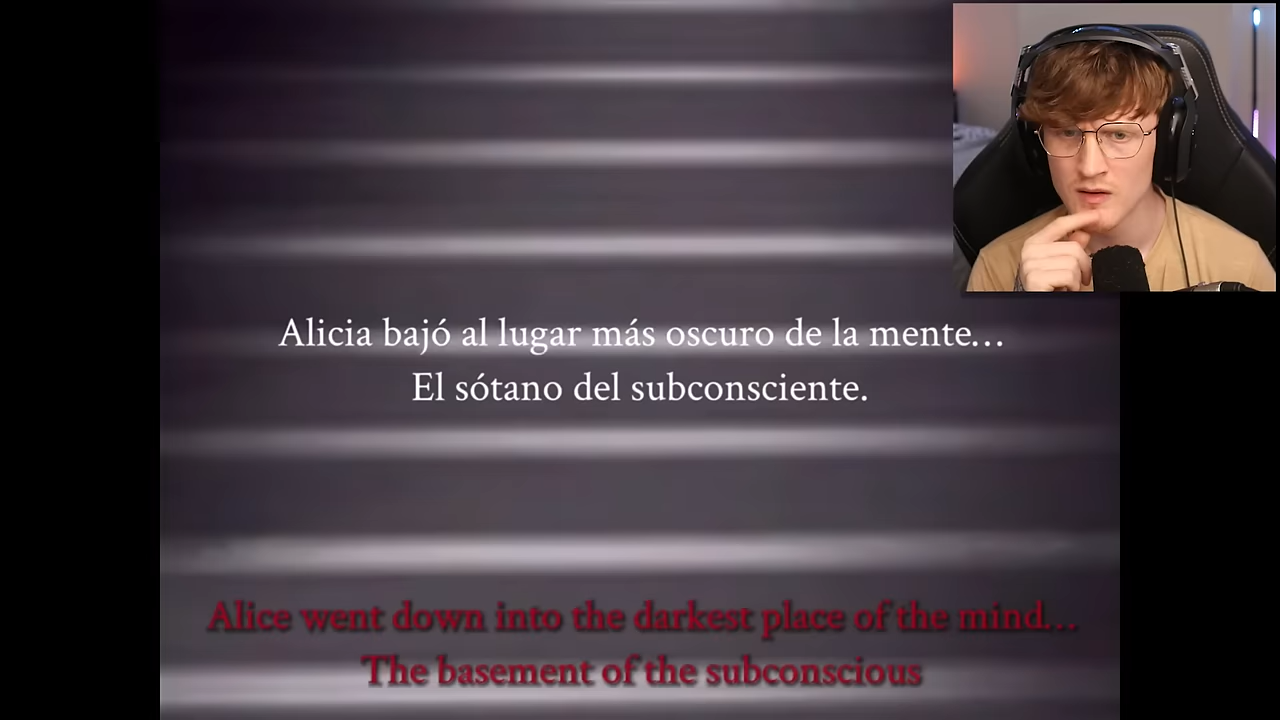 Alicia bajó al lugar más oscuro de la mente...
El sótano del subconsciente.
Alice went down into the darkest place of the mind...
The basement of the subconscious